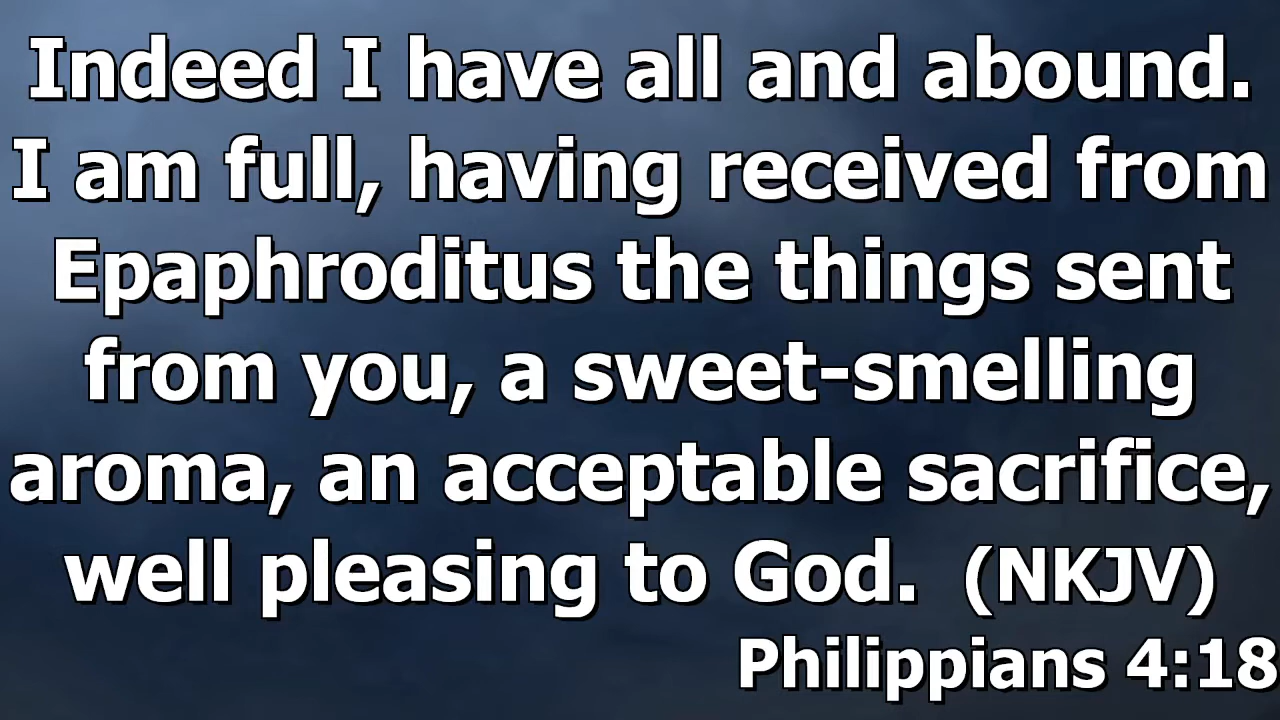 Indeed I have all and abound.
I am full, having received from
Epaphroditus the things sent
from you, a sweet-smelling
aroma, an acceptable sacrifice,
well pleasing to God.  (NKJV)
Philippians 4:18